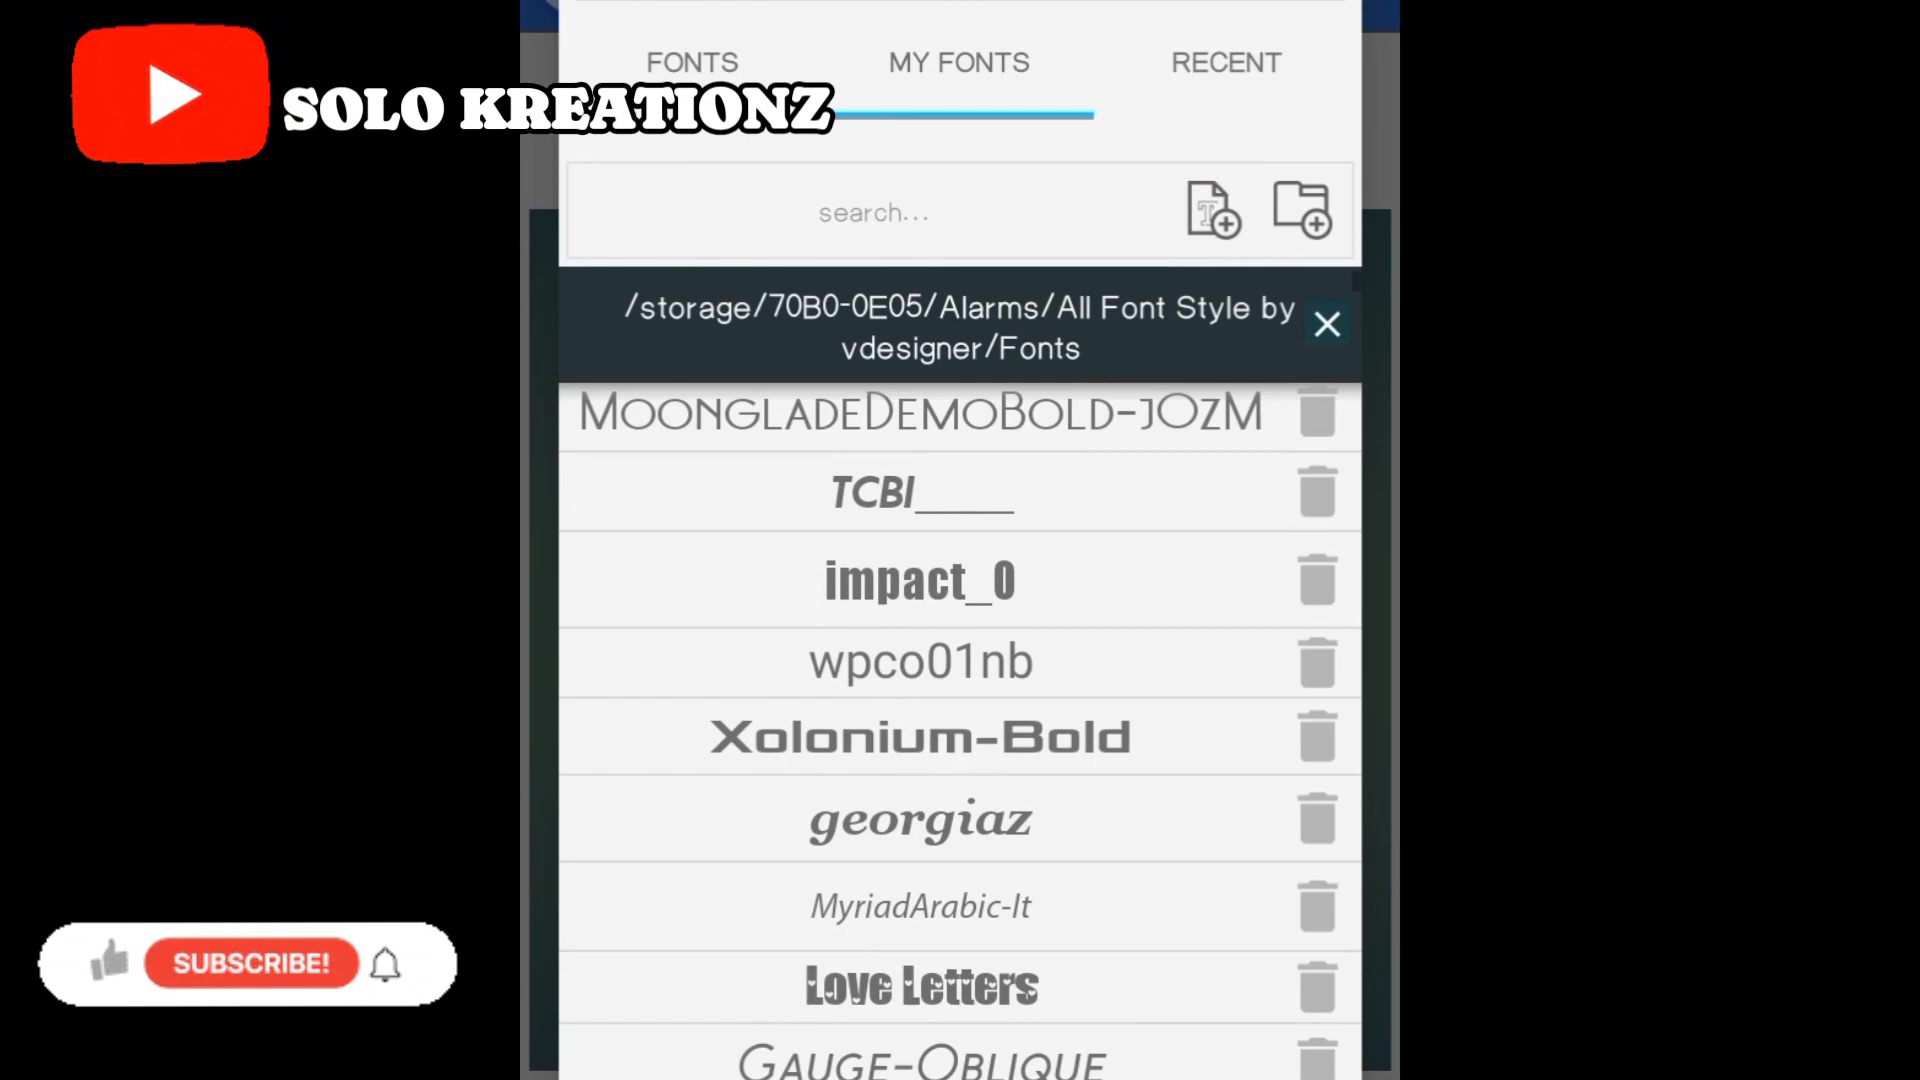 FONTS
MY FONTS
RECENT
SOLO KREATIONZ
search...
/storage/70B0-0E05/Alarms/All Font Style by
vdesigner/Fonts
MOONGLADEDEMOBOLD-JOZM
TCBI____
impact_0
wpco01nb
Xolonium-Bold
georgiaz
MyriadArabic-It
Love Letters
SUBSCRIBE!
GAUGE-OBLIQUE